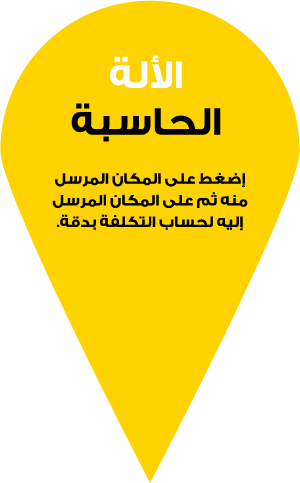 الألة
الحاسبة
إضغط على المكان المرسل
منه ثم على المكان المرسل
إليه لحساب التكلفة بدقة.